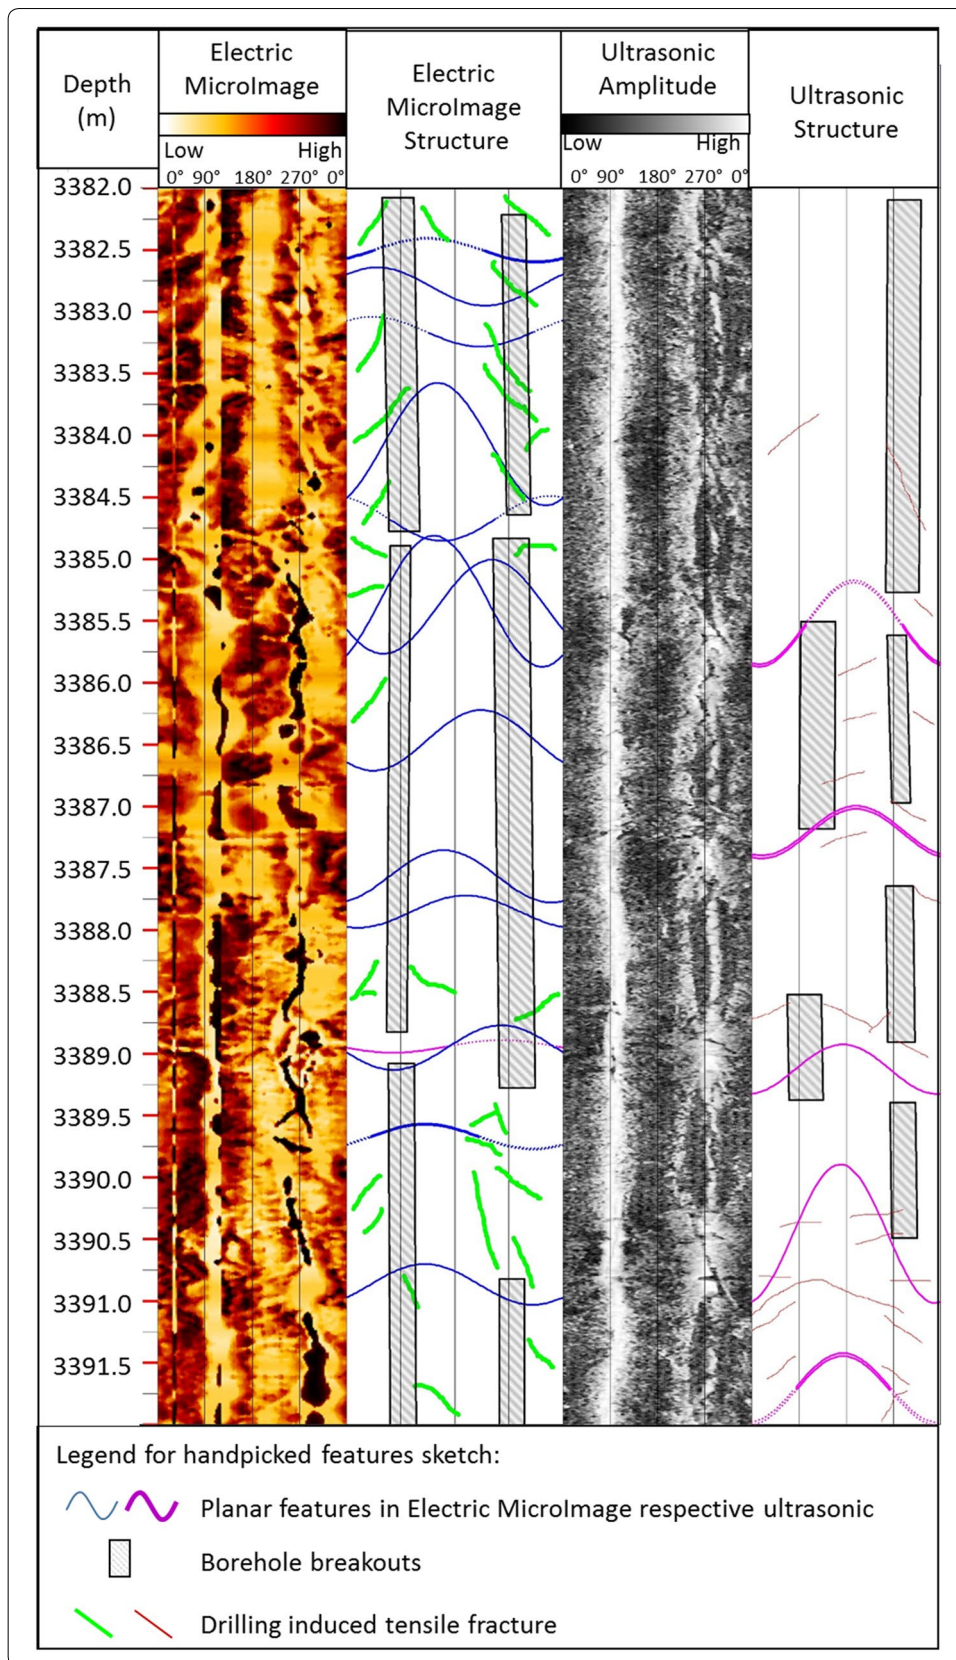 Depth
(m)
Electric
MicroImage
Low High
0° 90° 180° 270° 0°
Electric
MicroImage
Structure
Ultrasonic
Amplitude
Low High
0° 90° 180° 270° 0°
Ultrasonic
Structure
3382.0
3382.5
3383.0
3383.5
3384.0
3384.5
3385.0
3385.5
3386.0
3386.5
3387.0
3387.5
3388.0
3388.5
3389.0
3389.5
3390.0
3390.5
3391.0
3391.5
Legend for handpicked features sketch:
Planar features in Electric MicroImage respective ultrasonic
Borehole breakouts
Drilling induced tensile fracture